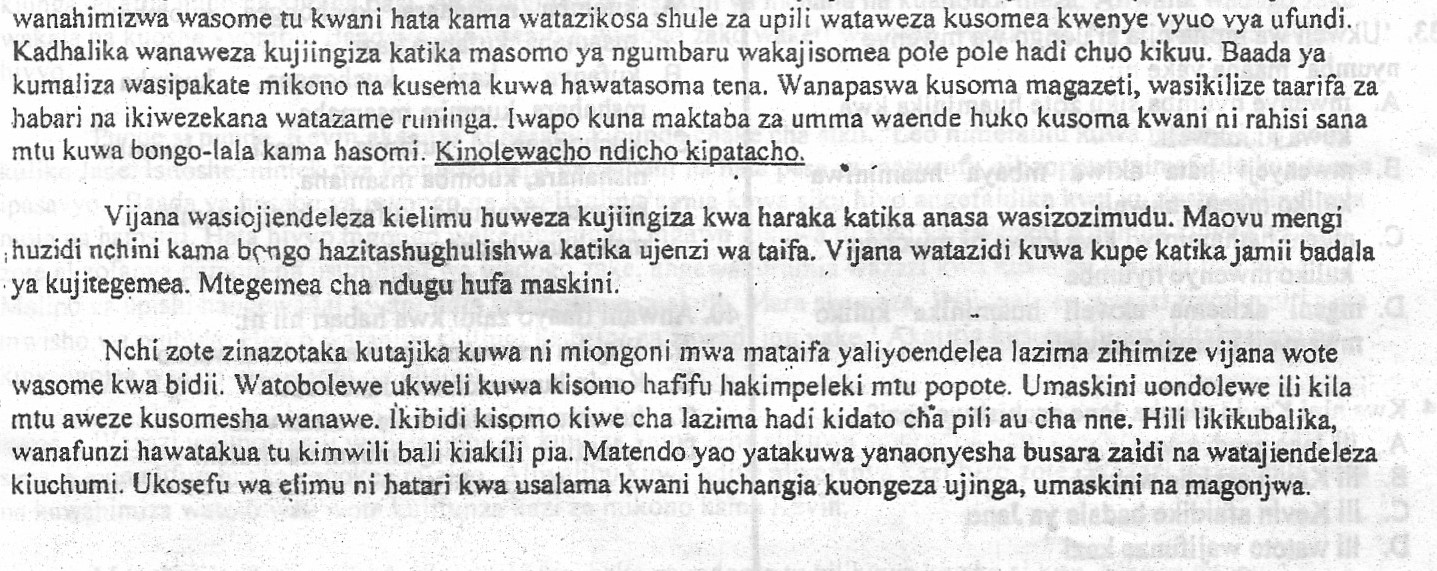 wanahimizwa wasome tu kwani hata kama watazikosa shule za upili wataweza kusomea kwenye vyuo vya ufundi.
Kadhalika wanaweza kujiingiza katika masomo ya ngumbaru wakajisomea pole pole hadi chuo kikuu. Baada ya
kumaliza wasipakate mikono na kusema kuwa hawatasoma tena. Wanapaswa kusoma magazeti, wasikilize taarifa za
habari na ikiwezekana watazame runinga. Iwapo kuna maktaba za umma waende huko kusoma kwani ni rahisi sana
mtu kuwa bongo-lala kama hasomi. Kinolewacho ndicho kipatacho.
Vijana wasiojiendeleza kielimu huweza kujiingiza kwa haraka katika anasa wasizozimudu. Maovu mengi
huzidi nchini kama bongo hazitashughulishwa katika ujenzi wa taifa. Vijana watazidi kuwa kupe katika jamii badala
ya kujitegemea. Mtegemea cha ndugu hufa maskini.
Nchi zote zinazotaka kutajika kuwa ni miongoni mwa mataifa yaliyoendelea lazima zihimize vijana wote
wasome kwa bidii. Watobolewe ukweli kuwa kisomo hafifu hakimpeleki mtu popote. Umaskini uondolewe ili kila
mtu aweze kusomesha wanawe. Ikibidi kisomo kiwe cha lazima hadi kidato cha pili au cha nne. Hili likikubalika,
wanafunzi hawatakua tu kimwili bali kiakili pia. Matendo yao yatakuwa yanaonyesha busara zaidi na watajiendeleza
kiuchumi. Ukosefu wa elimu ni hatari kwa usalama kwani huchangia kuongeza ujinga, umaskini na magonjwa.